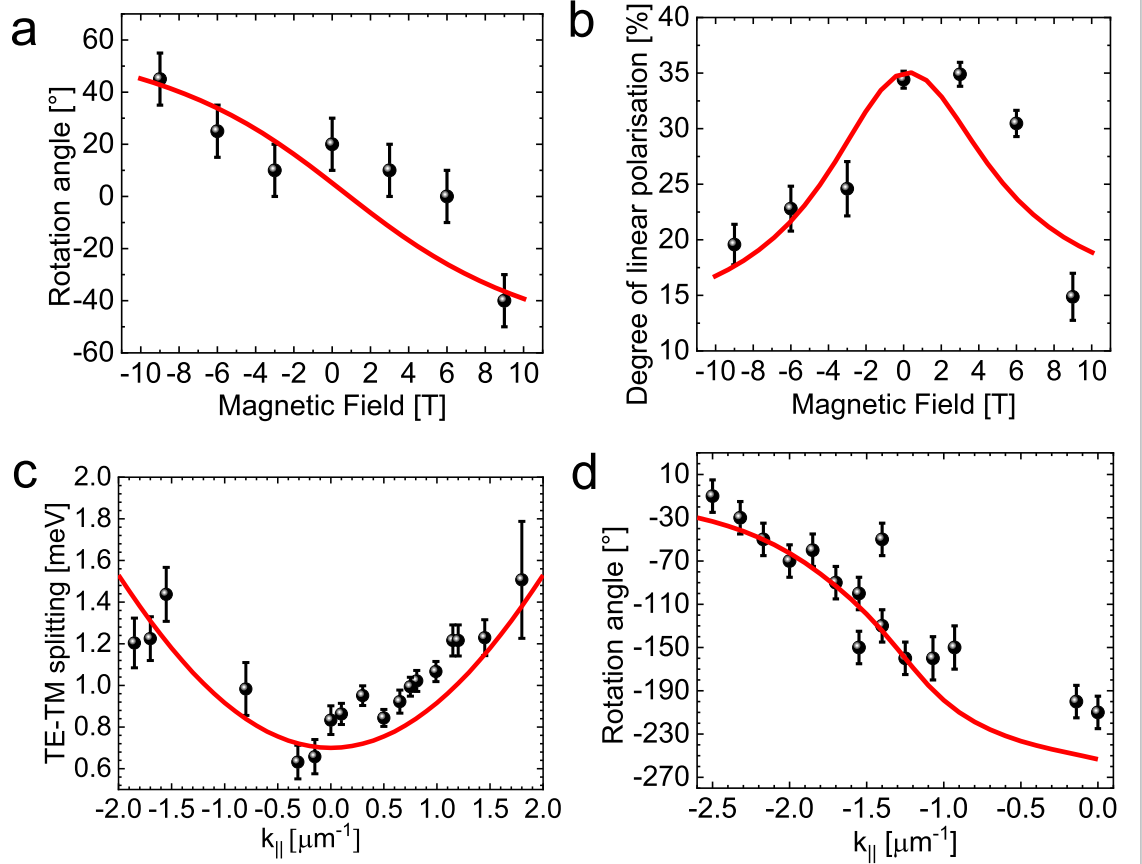 a
60
40
20
0
-20
-40
-60
Rotation angle [°]
-10 -8 -6 -4 -2 0 2 4 6 8 10
Magnetic Field [T]
b
40
35
30
25
20
15
10
Degree of linear polarisation [%]
-10 -8 -6 -4 -2 0 2 4 6 8 10
Magnetic Field [T]
c
2.0
1.8
1.6
1.4
1.2
1.0
0.8
0.6
TE-TM splitting [meV]
-2.0 -1.5 -1.0 -0.5 0.0 0.5 1.0 1.5 2.0
k|| [μm-1]
d
10
-30
-70
-110
-150
-190
-230
-270
Rotation angle [°]
-2.5 -2.0 -1.5 -1.0 -0.5 0.0
k|| [μm-1]